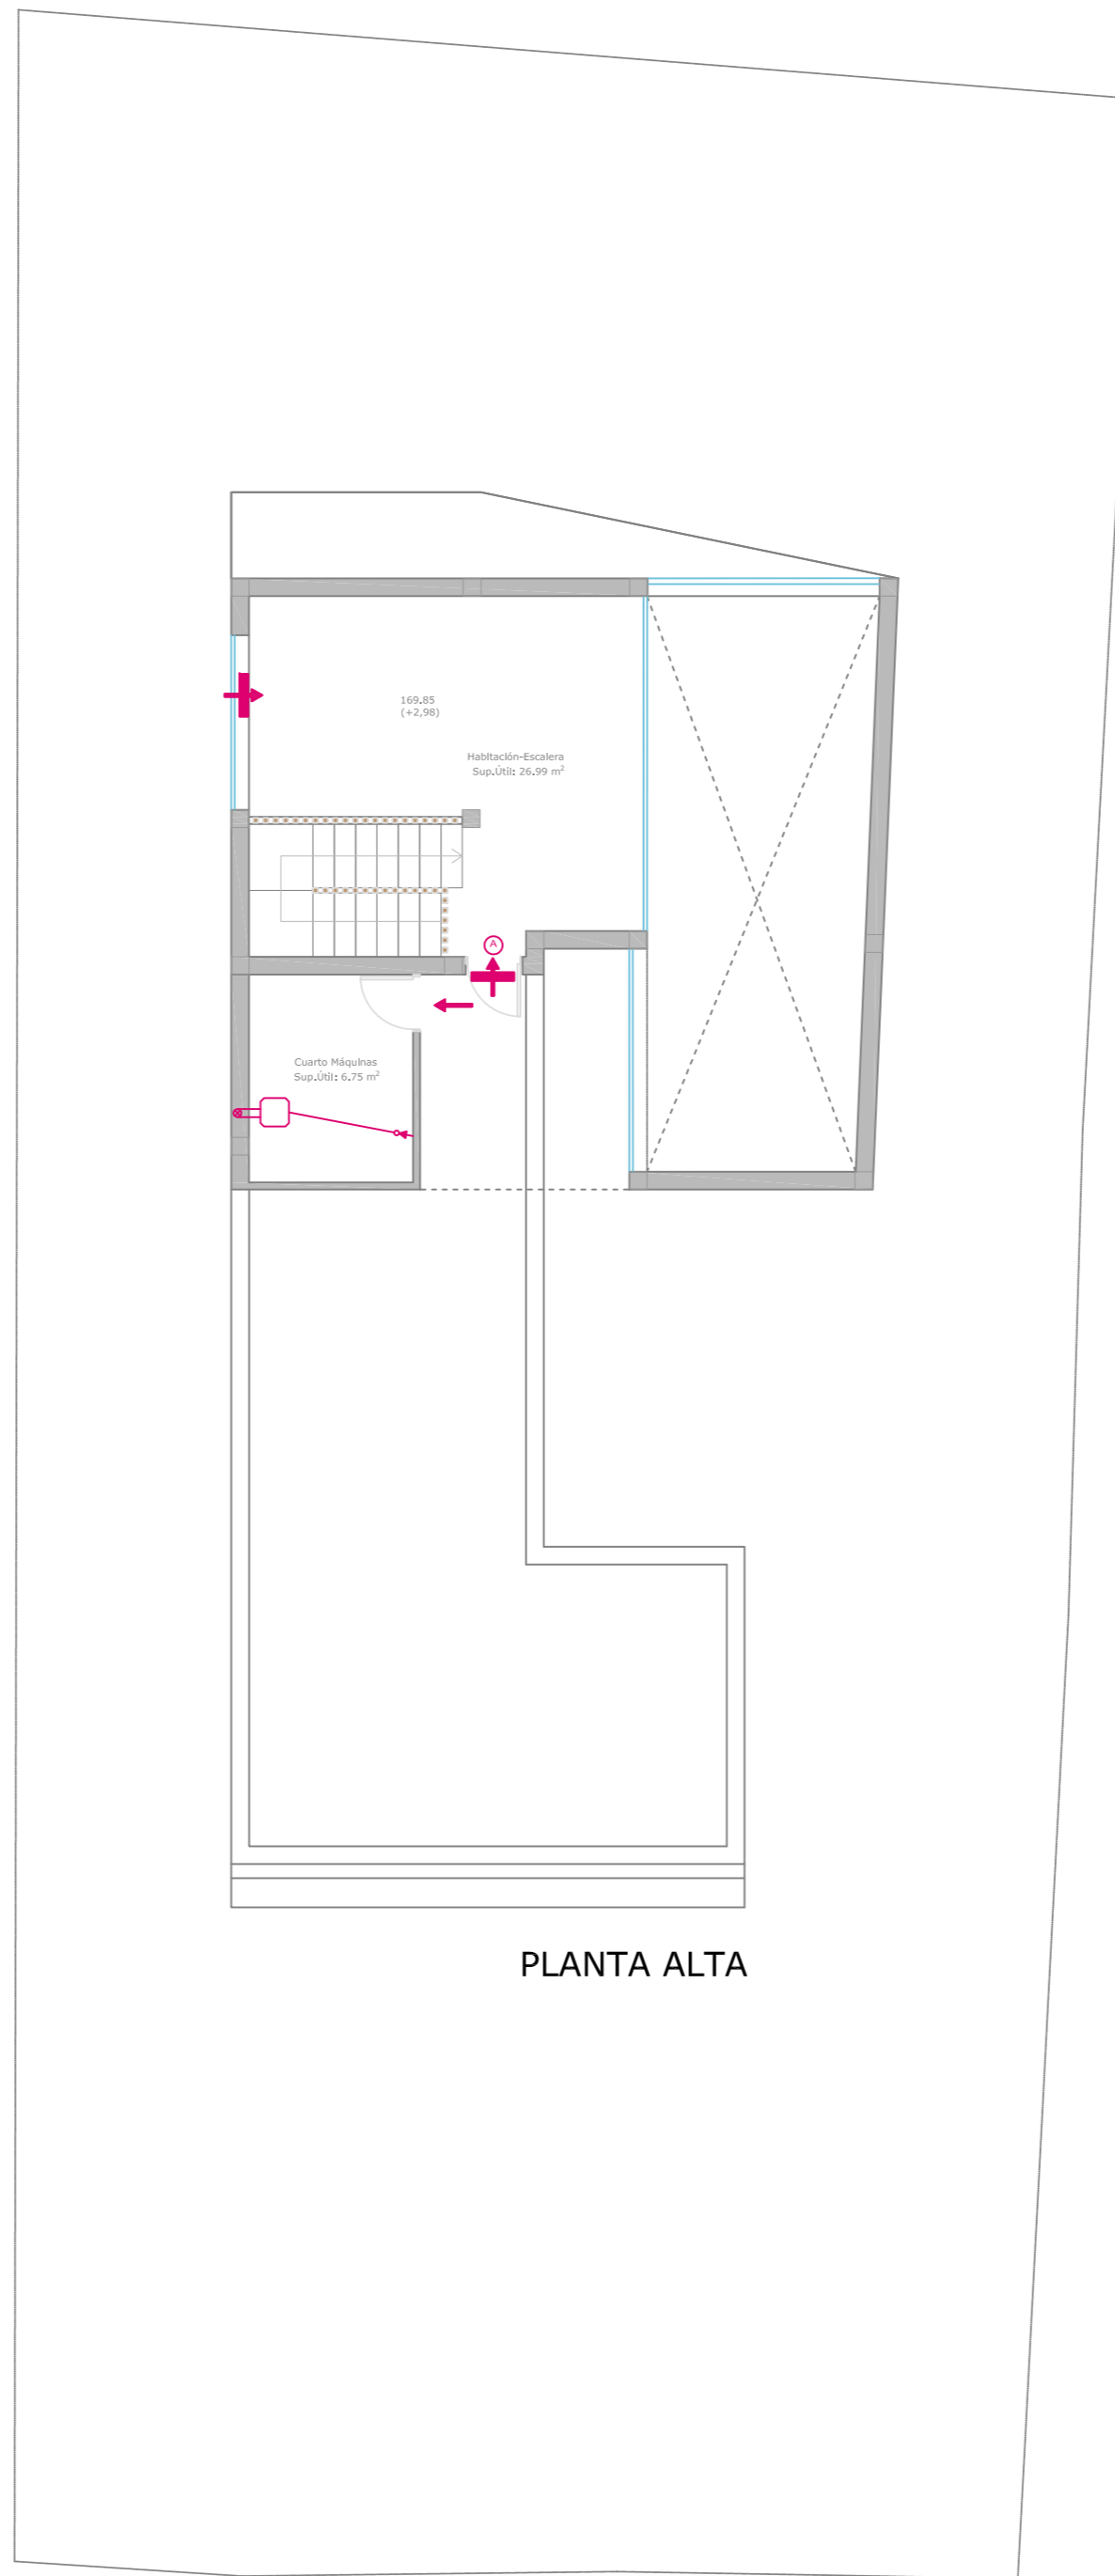 169.85
(+2,98)
Habitación-Escalera
Sup.Útil: 26.99 m²
A
Cuarto Máquinas
Sup.Útil: 6.75 m²
PLANTA ALTA